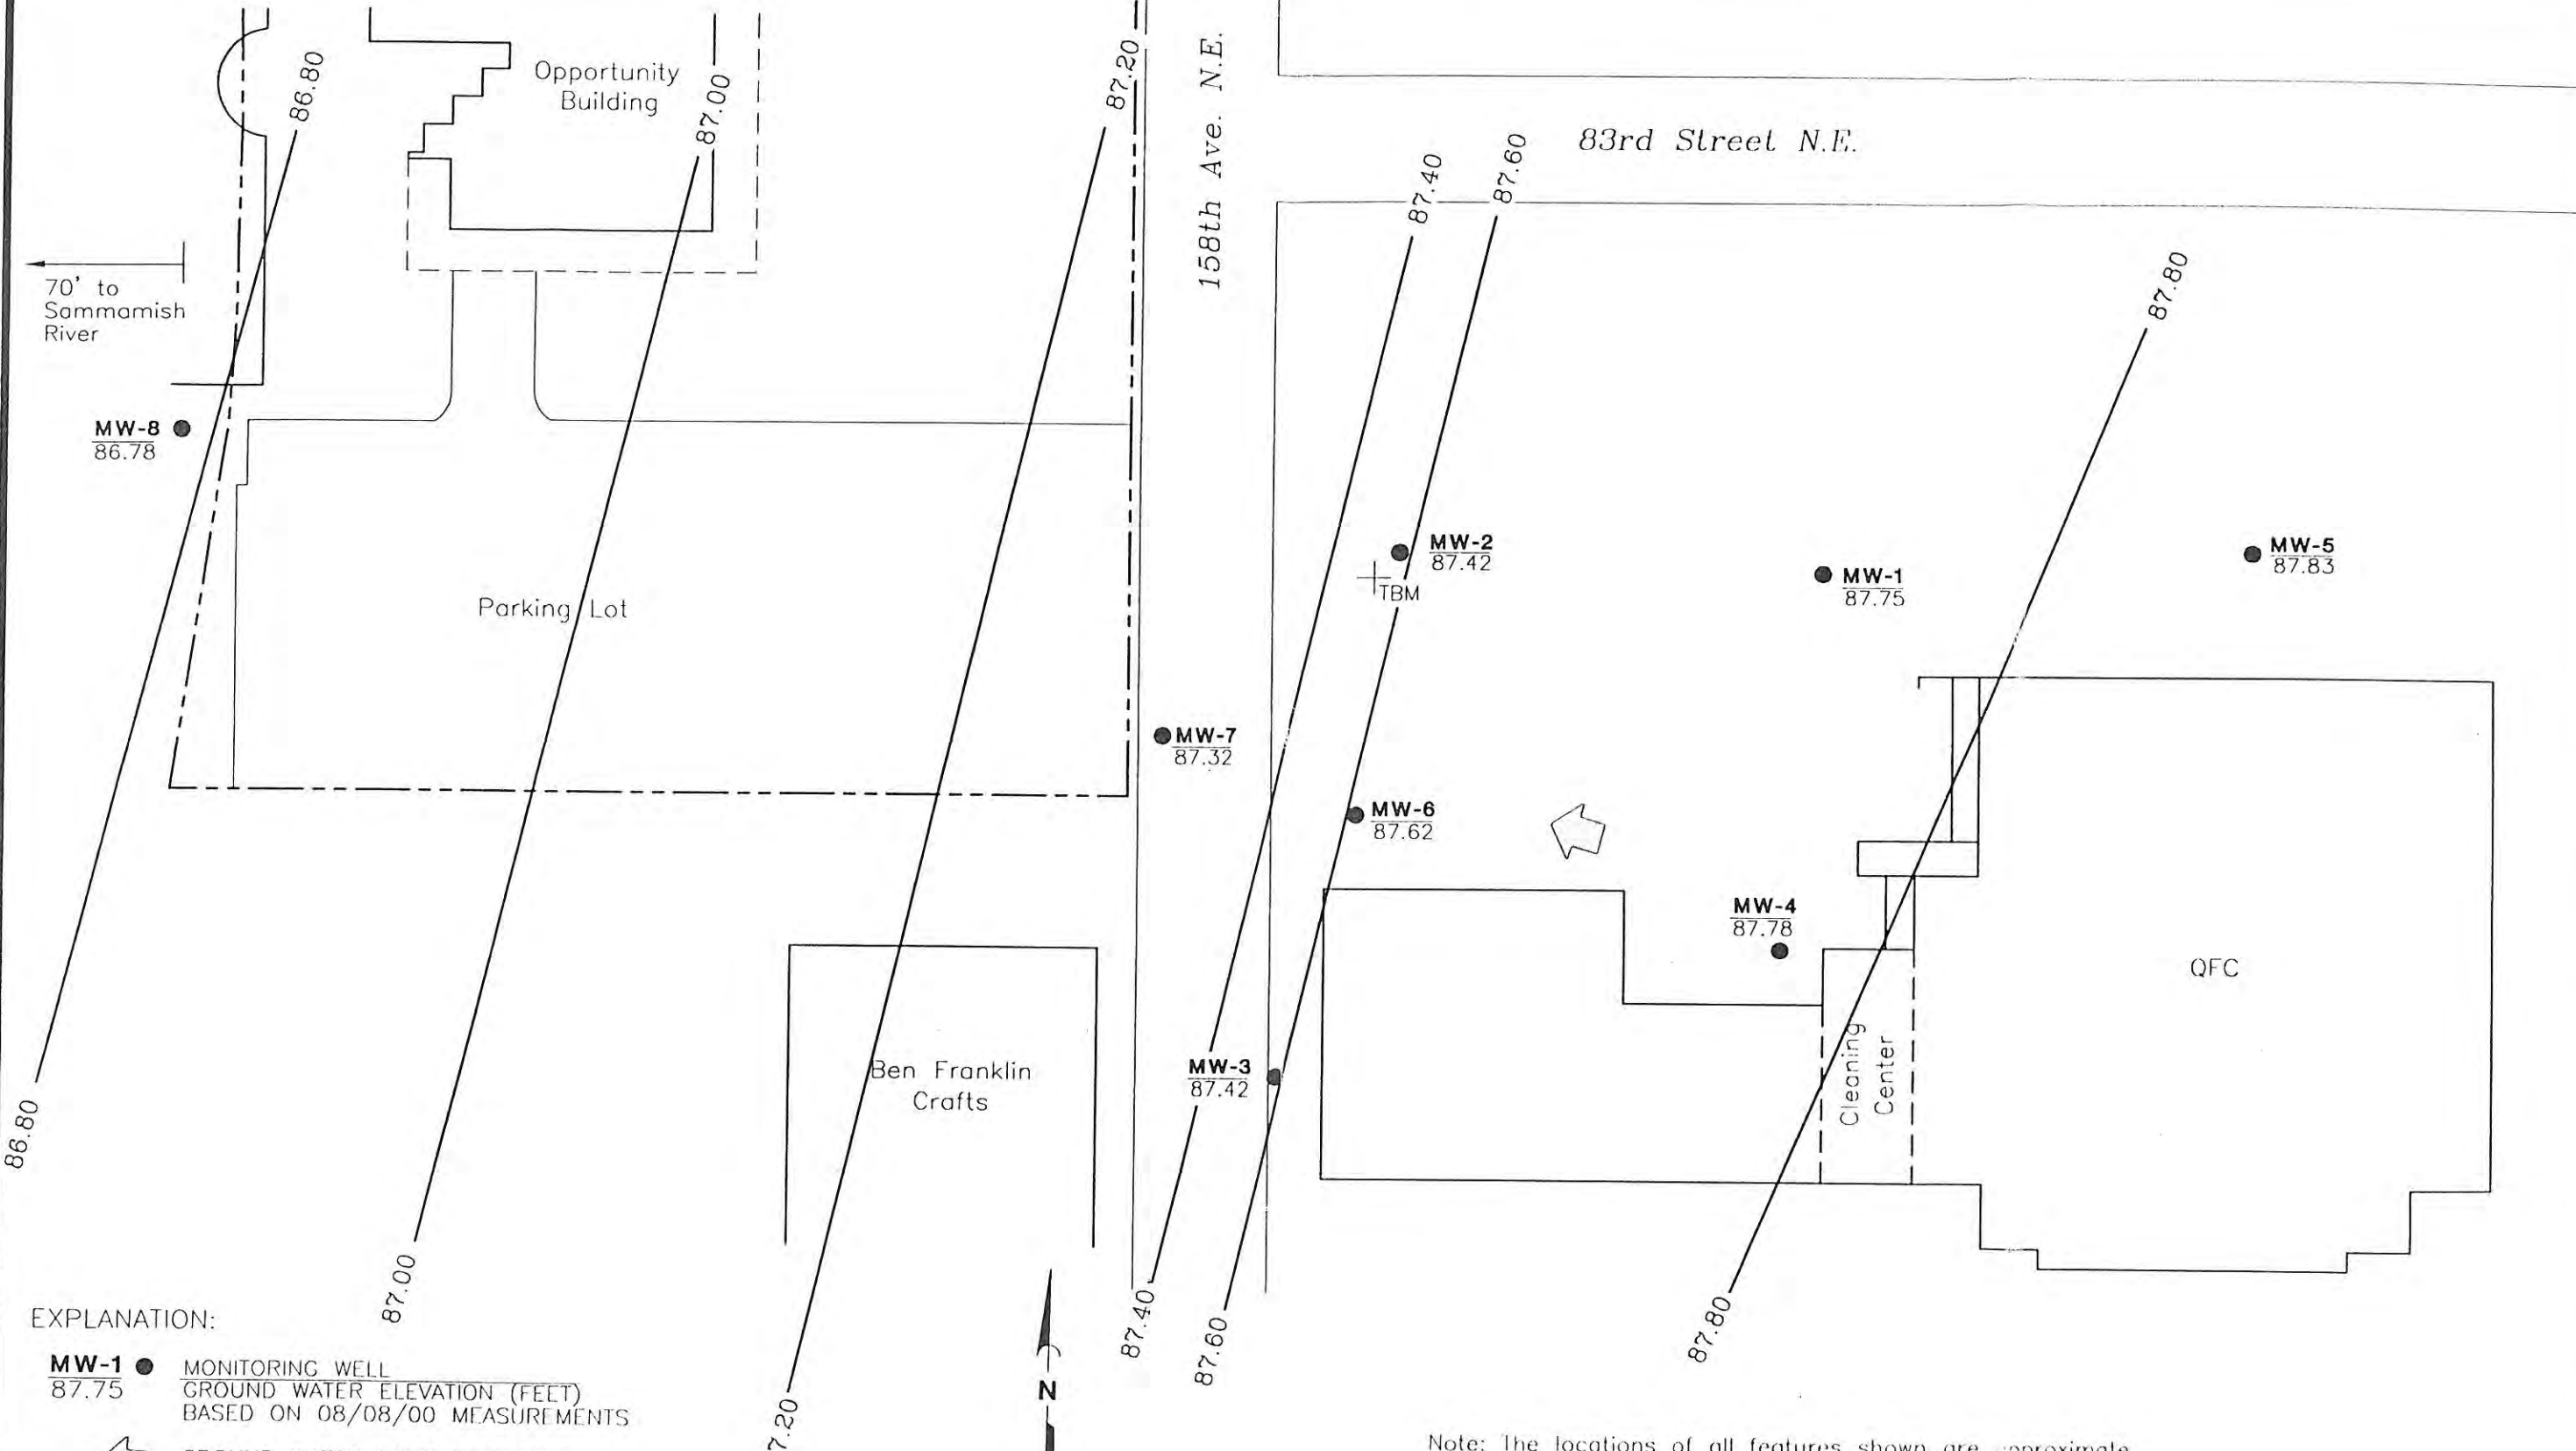 86.80
Opportunity
Building
87.00
87.20
158th Ave. N.E.
83rd Street N.E.
87.40
87.60
87.80
70' to
Sammamish
River
MW-8
86.78
MW-2
87.42
TBM
MW-1
87.75
MW-5
87.83
Parking Lot
MW-7
87.32
MW-6
87.62
MW-4
87.78
QFC
MW-3
87.42
Ben Franklin
Crafts
Cleaning
Center
86.80
87.00
87.40
87.60
87.80
EXPLANATION:
MW-1
87.75
MONITORING WELL
GROUND WATER ELEVATION (FEET)
BASED ON 08/08/00 MEASUREMENTS
7.20
N
Note: The locations of all features shown are approximate